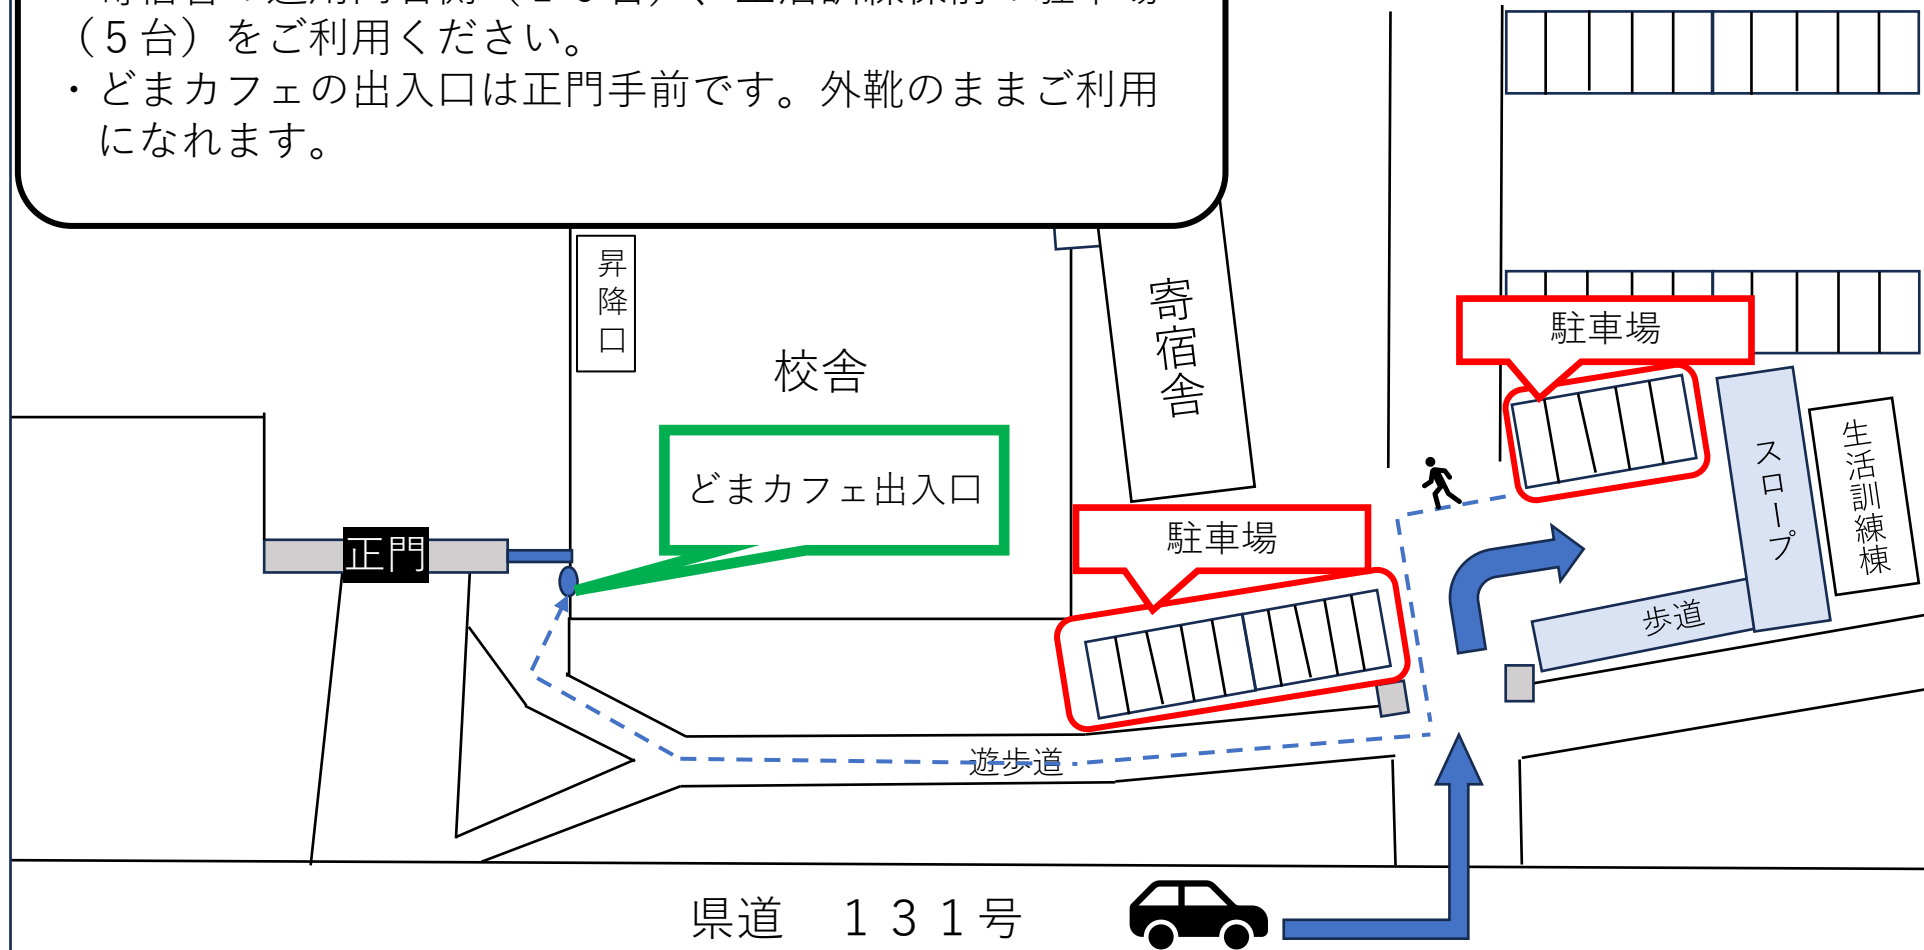 （５台）をご利用ください。
・どまカフェの出入口は正門手前です。外靴のままご利用
になれます。
昇降口
校舎
寄宿舎
駐車場
どまカフェ出入口
駐車場
スロープ
生活訓練棟
正門
歩道
遊歩道
県道　１３１号